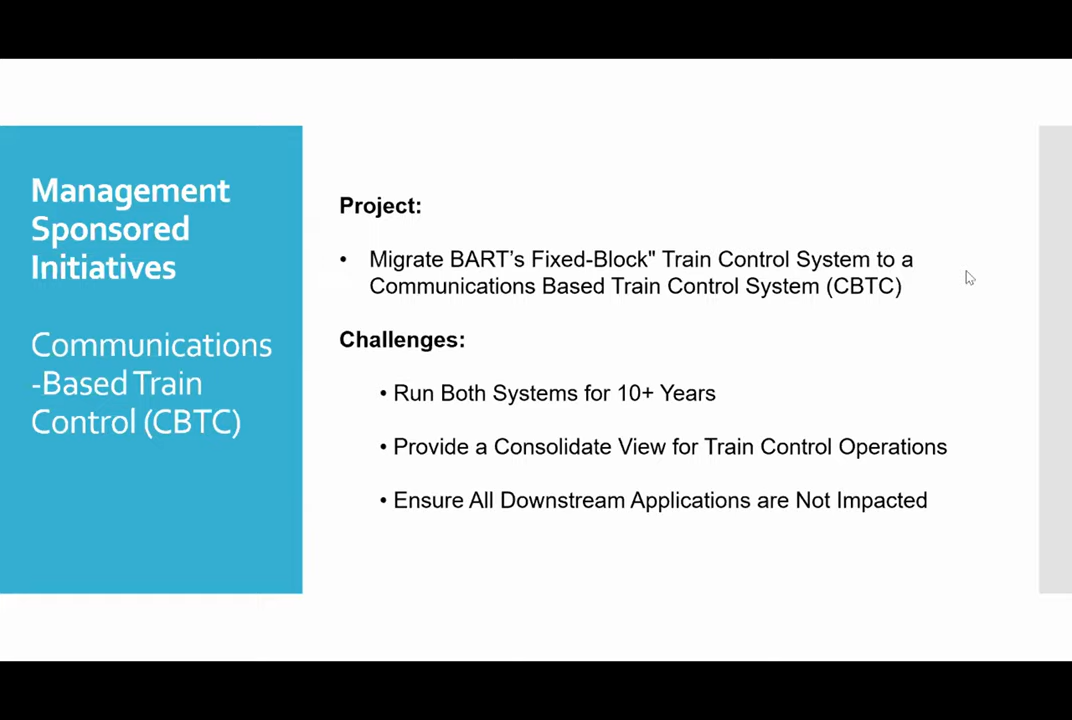 Management
Sponsored
Initiatives
Communications
-Based Train
Control (CBTC)
Project:
• Migrate BART's Fixed-Block" Train Control System to a
Communications Based Train Control System (CBTC)
Challenges:
• Run Both Systems for 10+ Years
• Provide a Consolidate View for Train Control Operations
• Ensure All Downstream Applications are Not Impacted